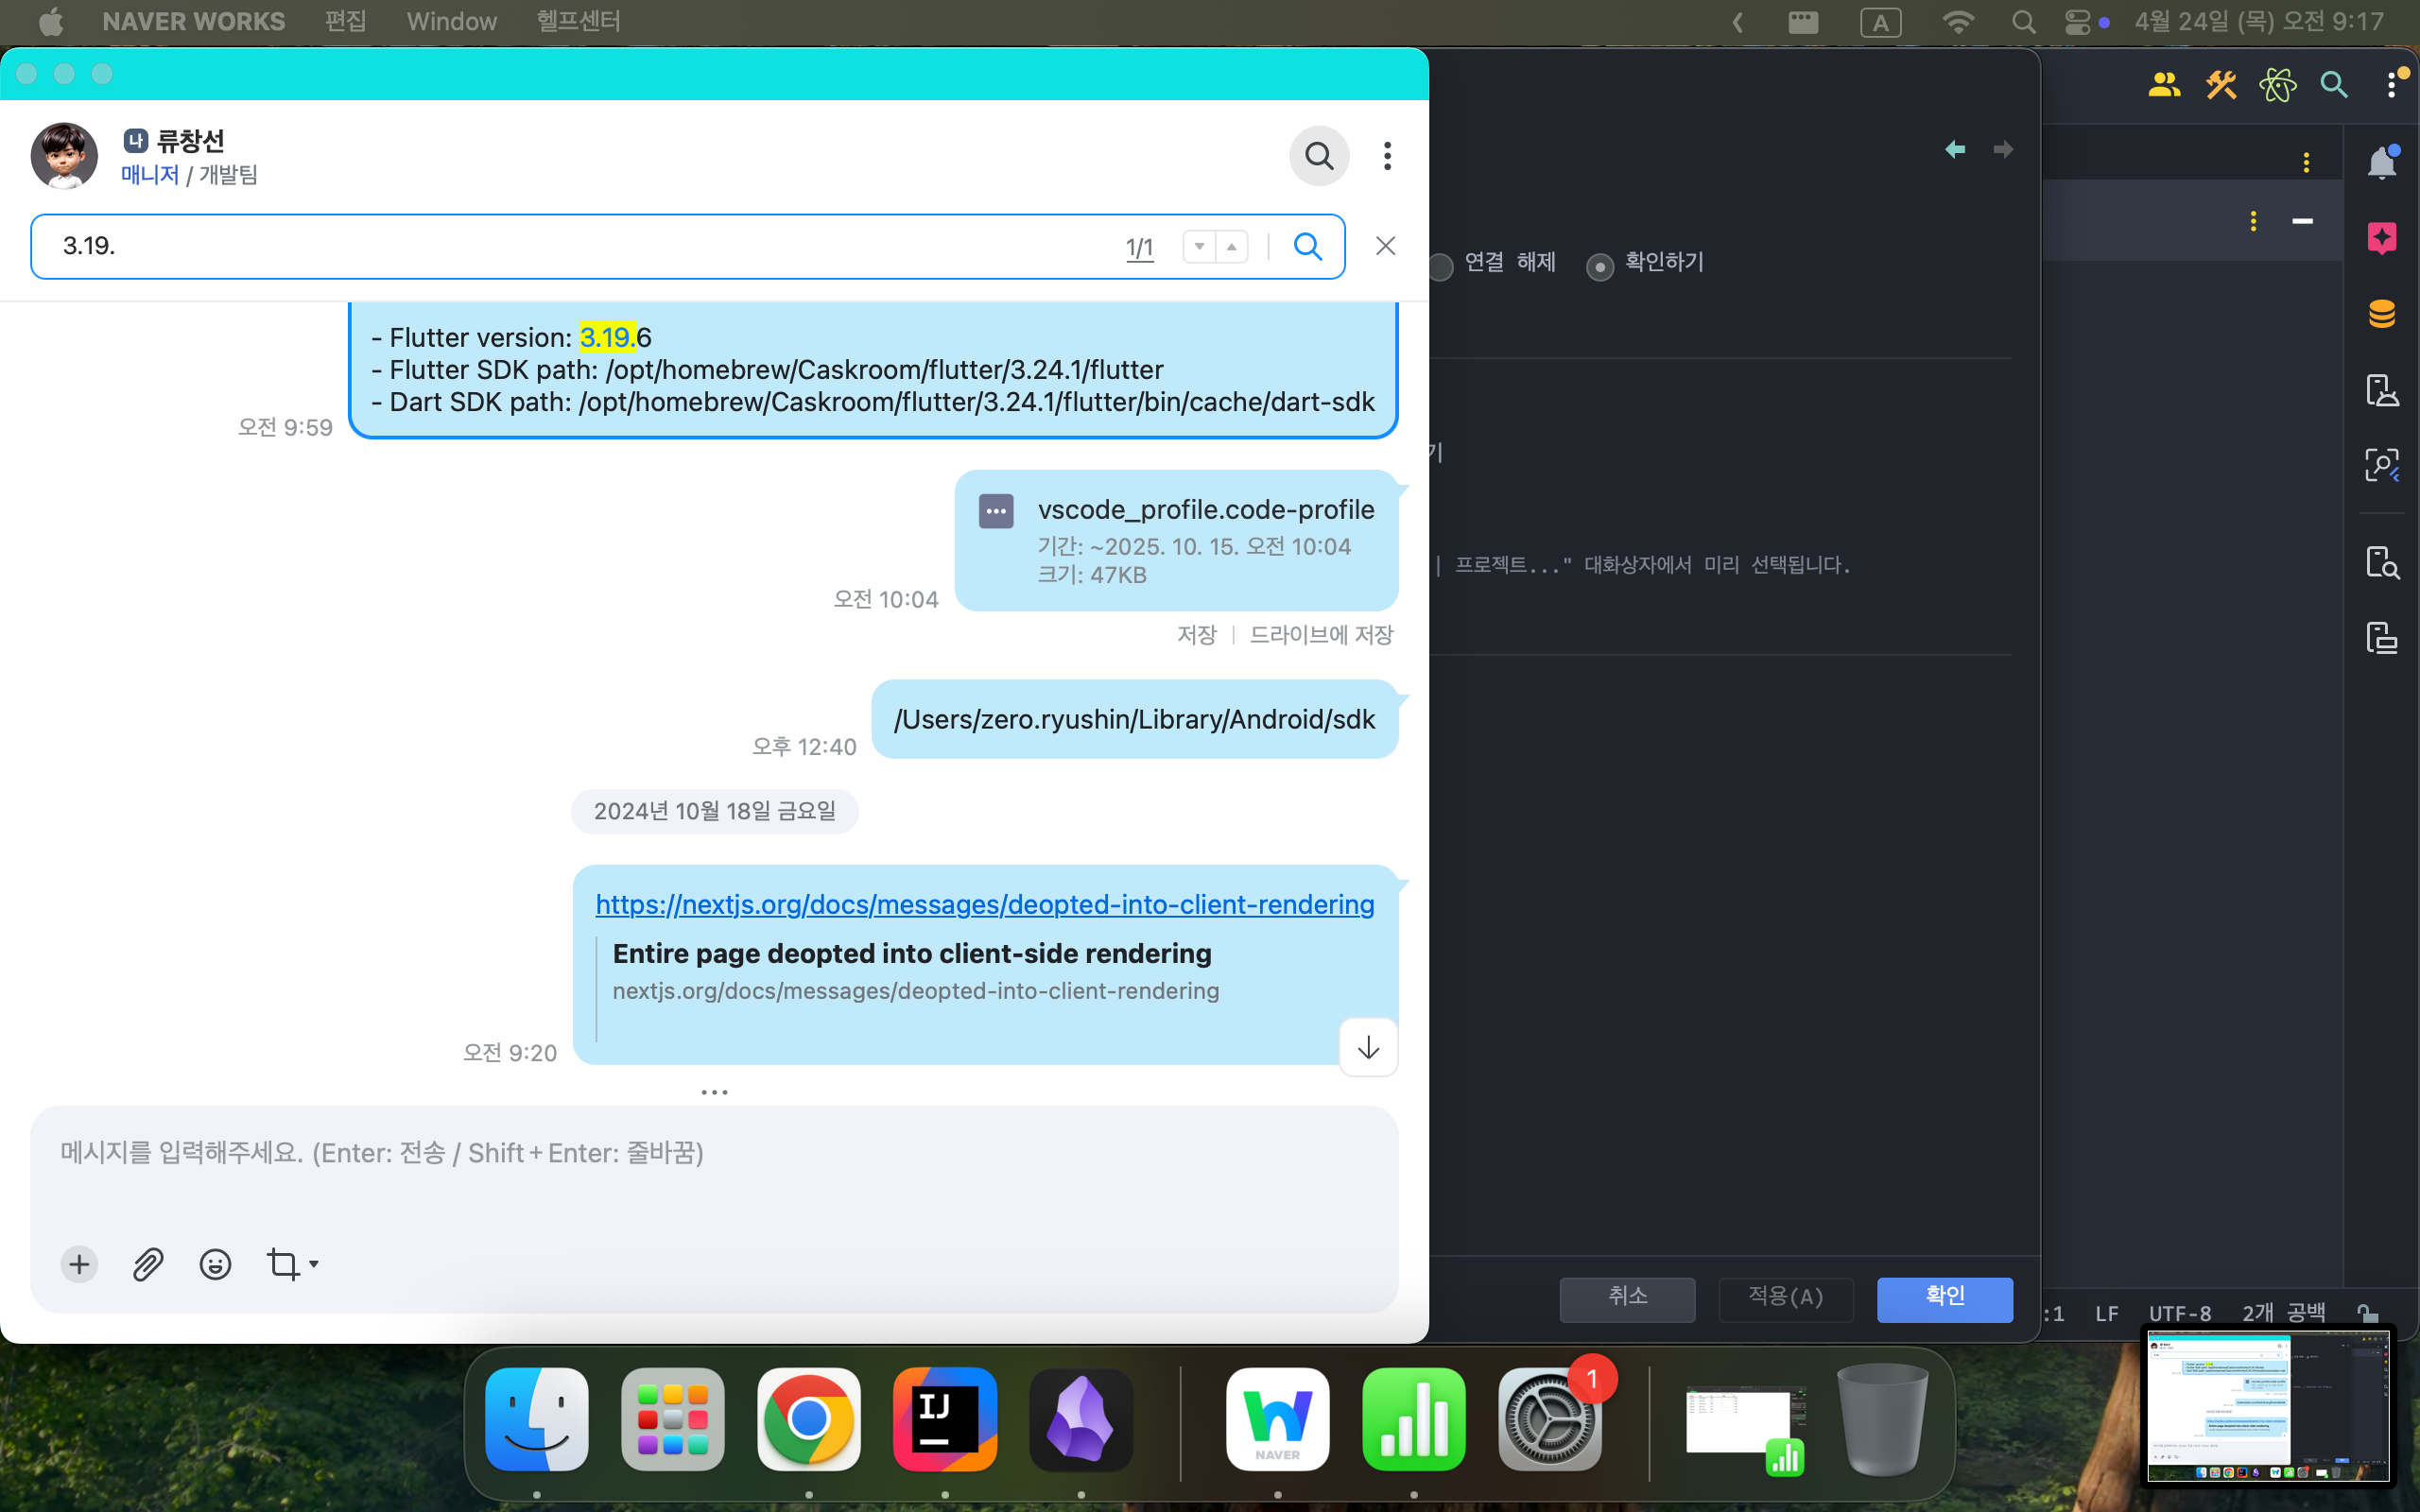 NAVER WORKS 편집 Window 헬프센터
A 4월 24일 (목) 오전 9:17
나 류창선
매니저 / 개발팀
3.19. 1/1
- Flutter version: 3.19.6
- Flutter SDK path: /opt/homebrew/Caskroom/flutter/3.24.1/flutter
- Dart SDK path: /opt/homebrew/Caskroom/flutter/3.24.1/flutter/bin/cache/dart-sdk
오전 9:59
vscode_profile.code-profile
기간: ~2025. 10. 15. 오전 10:04
크기: 47KB
오전 10:04
저장 | 드라이브에 저장
/Users/zero.ryushin/Library/Android/sdk
오후 12:40
2024년 10월 18일 금요일
https://nextjs.org/docs/messages/deopted-into-client-rendering
Entire page deopted into client-side rendering
nextjs.org/docs/messages/deopted-into-client-rendering
오전 9:20
메시지를 입력해주세요. (Enter: 전송 / Shift + Enter: 줄바꿈)
연결 해제 확인하기
기
| 프로젝트..." 대화상자에서 미리 선택됩니다.
취소 적용(A) 확인
:1 LF UTF-8 2개 공백
IJ
NAVER
1